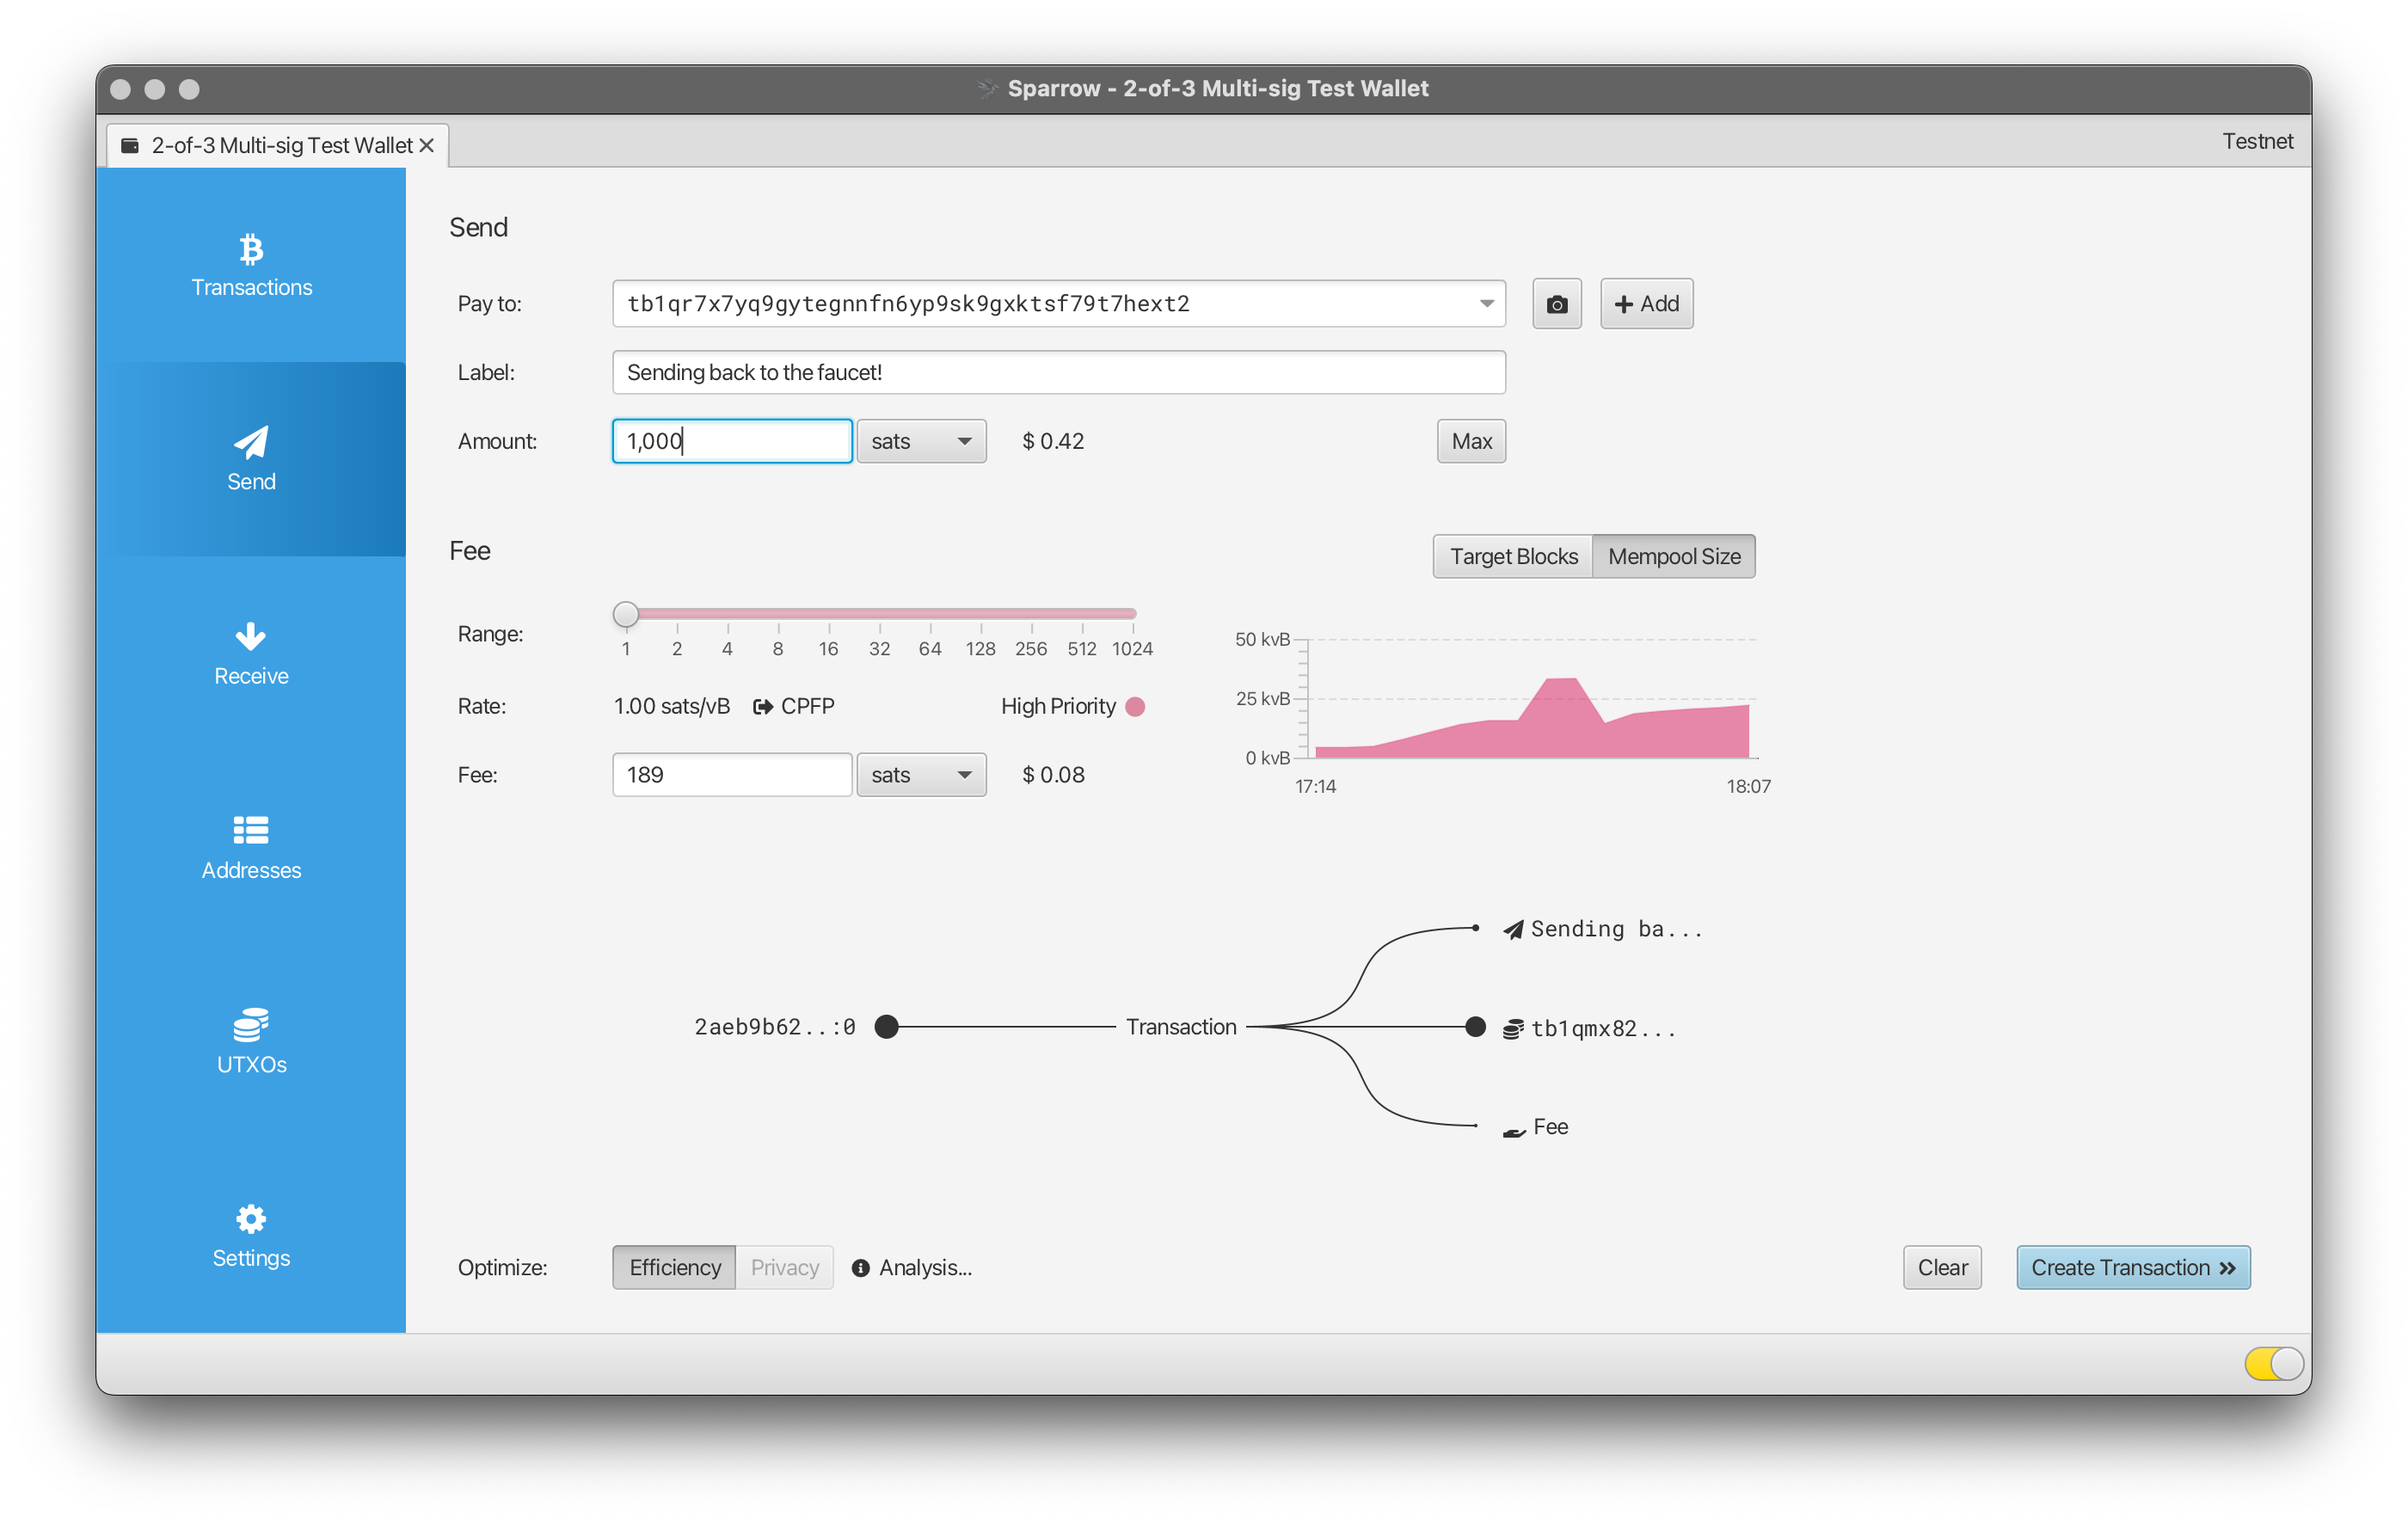 Sparrow - 2-of-3 Multi-sig Test Wallet
2-of-3 Multi-sig Test Wallet
Testnet
Transactions
Send
Receive
Addresses
UTXOs
Settings
Send
Pay to: tb1qr7x7yq9gytegnnfn6yp9sk9gxktsf79t7hext2 Add
Label: Sending back to the faucet!
Amount: 1,000 sats $ 0.42 Max
Fee
Target Blocks Mempool Size
Range:
1 2 4 8 16 32 64 128 256 512 1024
Rate: 1.00 sats/vB CPFP High Priority
Fee: 189 sats $ 0.08
50 kvB
25 kvB
0 kvB
17:14 18:07
Sending ba...
2aeb9b62..:0 Transaction tb1qmx82...
Fee
Optimize: Efficiency Privacy Analysis... Clear Create Transaction